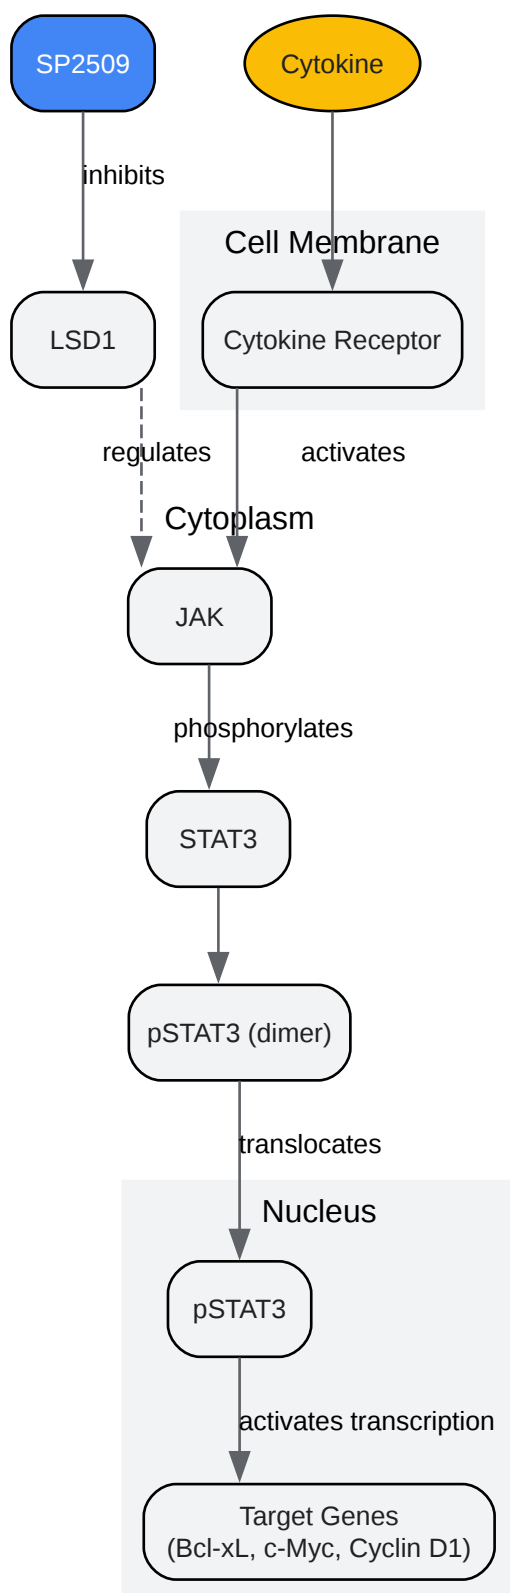 SP2509
Cytokine
inhibits
Cell Membrane
LSD1
Cytokine Receptor
regulates
activates
Cytoplasm
JAK
phosphorylates
STAT3
pSTAT3 (dimer)
translocates
Nucleus
pSTAT3
activates transcription
Target Genes
(Bcl-xL, c-Myc, Cyclin D1)